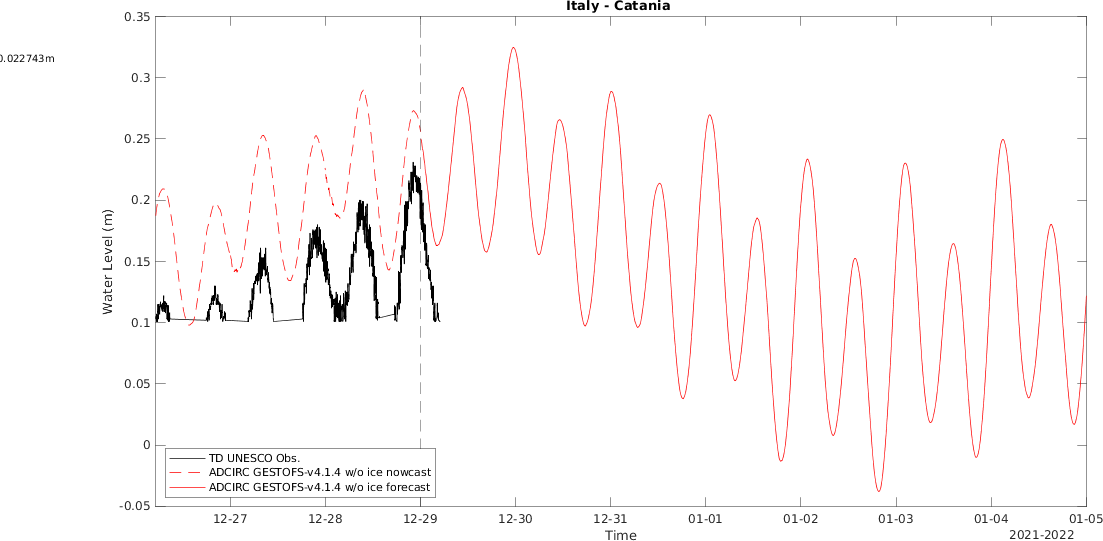 Italy - Catania
0.022743m
0.35
0.3
0.25
0.2
0.15
0.1
0.05
0
-0.05
Water Level (m)
TD UNESCO Obs.
ADCIRC GESTOFS-v4.1.4 w/o ice nowcast
ADCIRC GESTOFS-v4.1.4 w/o ice forecast
12-27 12-28 12-29 12-30 12-31 01-01 01-02 01-03 01-04 01-05
Time
2021-2022